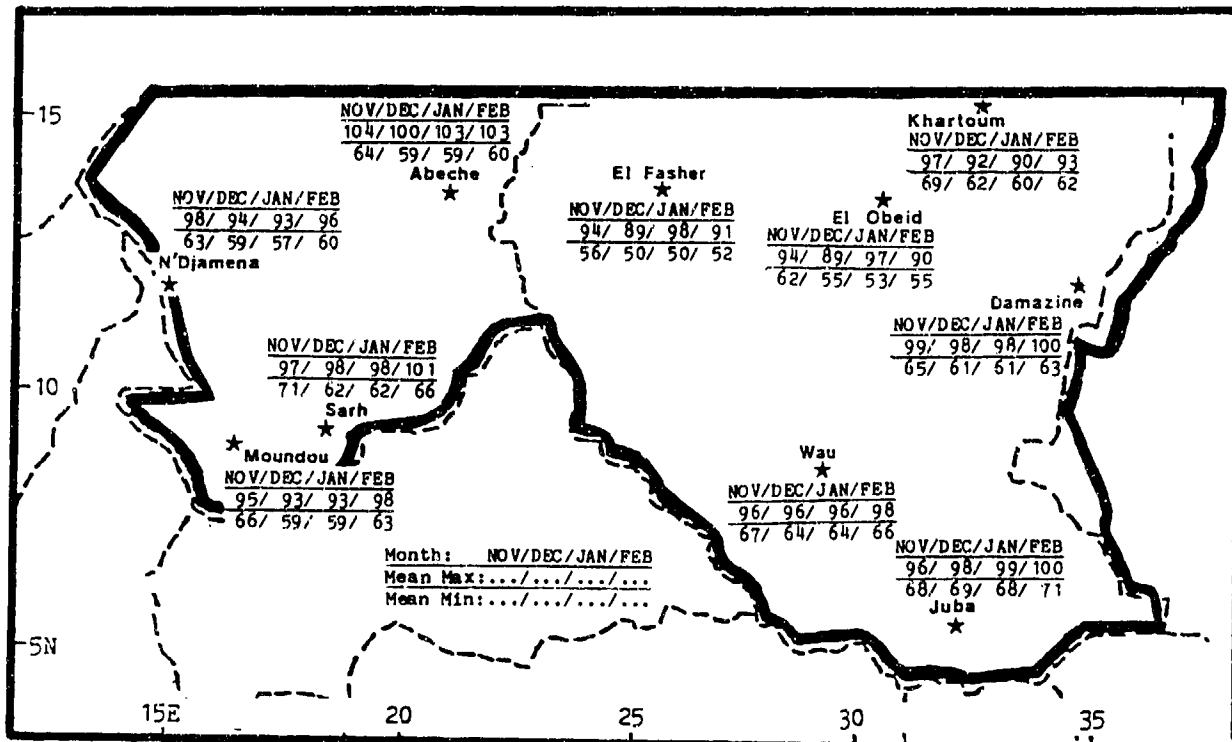 15
NOV/DEC/JAN/FEB
104/100/103/103
64/ 59/ 59/ 60
Abeche
Khartoum
NOV/DEC/JAN/FEB
97/ 92/ 90/ 93
69/ 62/ 60/ 62
NOV/DEC/JAN/FEB
98/ 94/ 93/ 96
63/ 59/ 57/ 60
N'Djamena
El Fasher
NOV/DEC/JAN/FEB
94/ 89/ 98/ 91
56/ 50/ 50/ 52
El Obeid
NOV/DEC/JAN/FEB
94/ 89/ 97/ 90
62/ 55/ 53/ 55
Damazine
NOV/DEC/JAN/FEB
99/ 98/ 98/100
65/ 61/ 61/ 63
10
NOV/DEC/JAN/FEB
97/ 98/ 98/101
71/ 62/ 62/ 66
Sarh
Moundou
NOV/DEC/JAN/FEB
95/ 93/ 93/ 98
66/ 59/ 59/ 63
Wau
NOV/DEC/JAN/FEB
96/ 96/ 96/ 98
67/ 64/ 64/ 66
NOV/DEC/JAN/FEB
96/ 98/ 99/100
68/ 69/ 68/ 71
Juba
Month: NOV/DEC/JAN/FEB
Mean Max:.../.../.../...
Mean Min:.../.../.../...
5N
15E 20 25 30 35